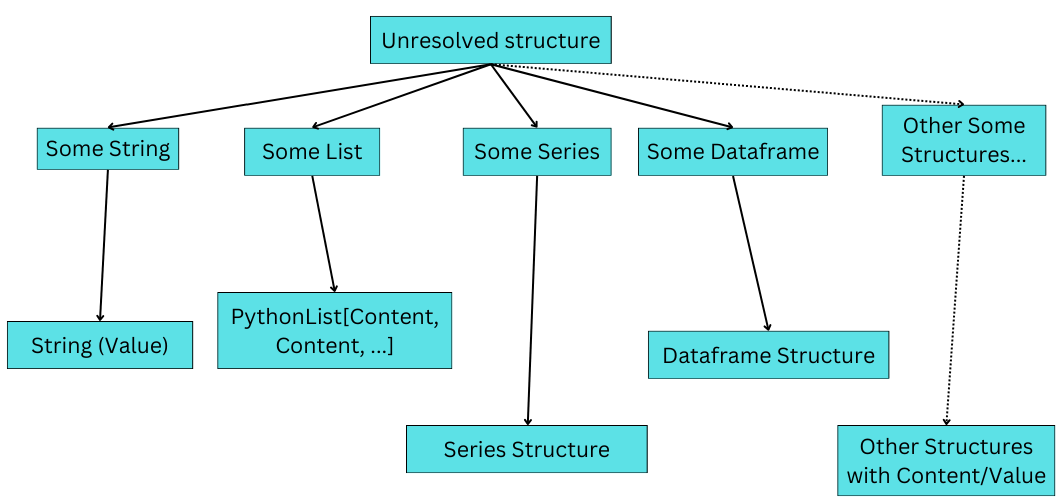 Unresolved structure
Some String
Some List
Some Series
Some Dataframe
Other Some
Structures...
String (Value)
PythonList[Content,
Content, ...]
Series Structure
Dataframe Structure
Other Structures
with Content/Value